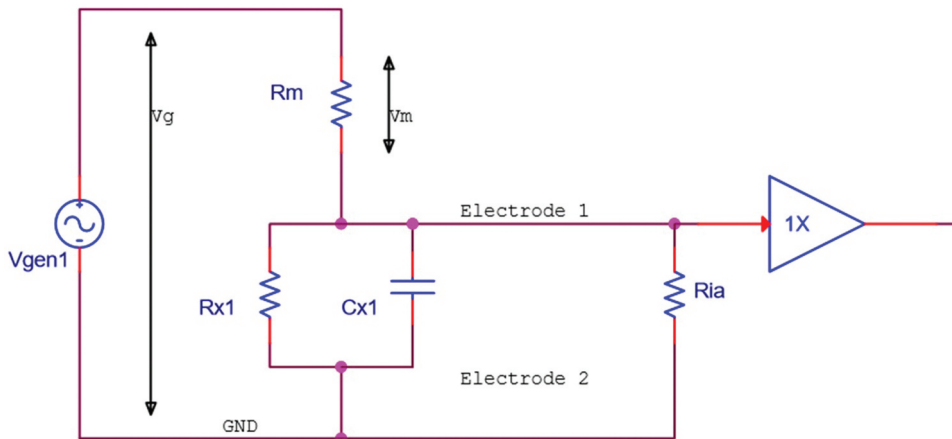 Rm
Vg
Vm
+
Electrode 1
1X
-
Vgen1
Rx1
Cx1
Ria
Electrode 2
GND